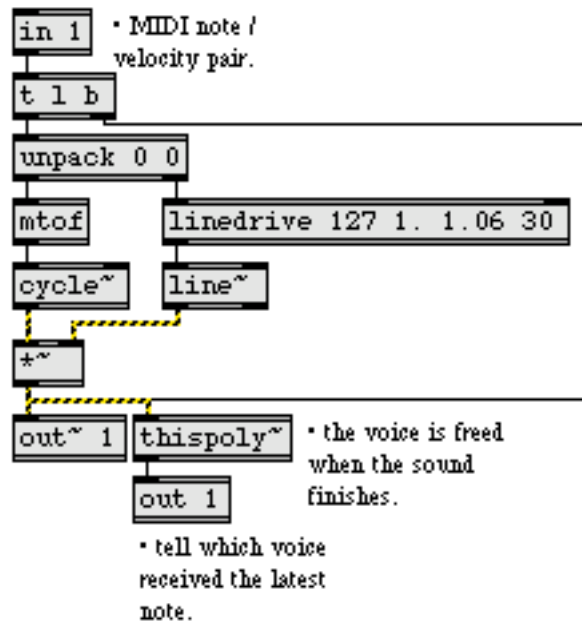 in 1
• MIDI note /
velocity pair.
t l b
unpack 0 0
mtof
linedrive 127 1. 1.06 30
cycle~
line~
*~
out~ 1
thispoly~
• the voice is freed
when the sound
finishes.
out 1
• tell which voice
received the latest
note.